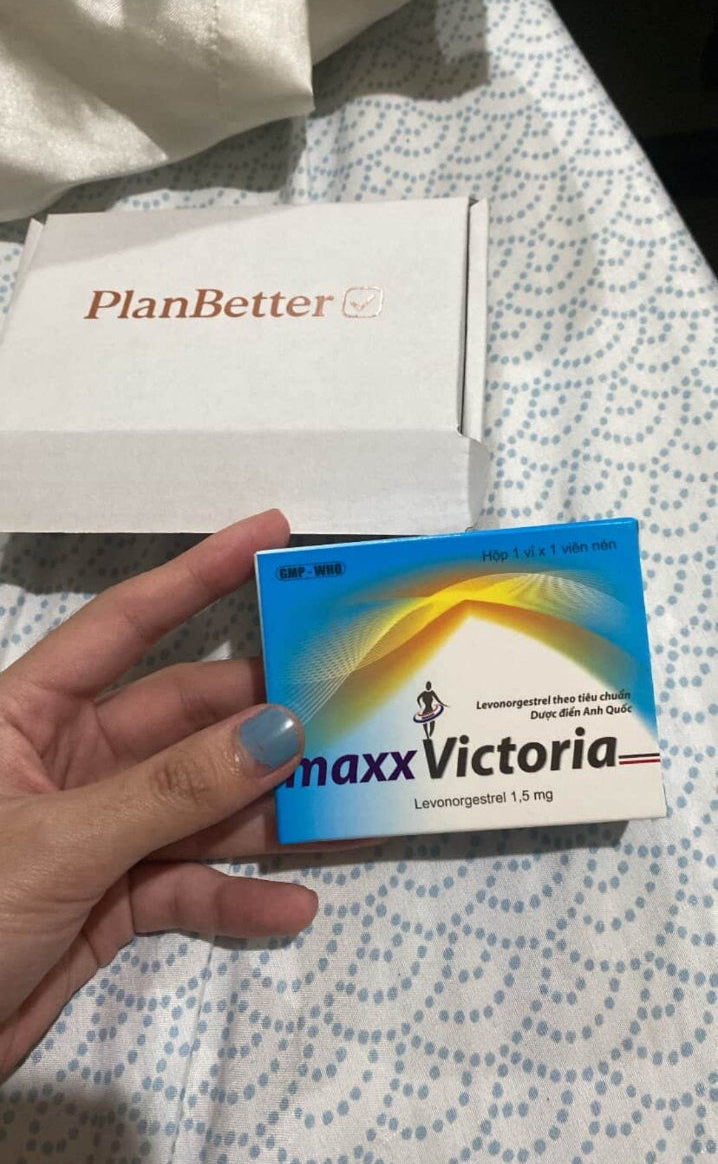 PlanBetter
GMP - WHO
Hộp 1 vỉ x 1 viên nén
Levonorgestrel theo tiêu chuẩn
Dược điển Anh Quốc
maxx Victoria
Levonorgestrel 1,5 mg